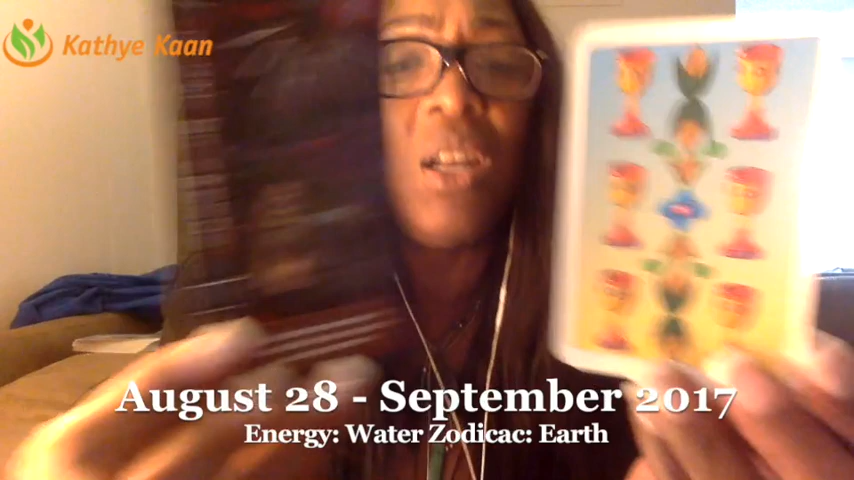 Kathye Kaan
August 28 - September 2017
Energy: Water Zodicac: Earth